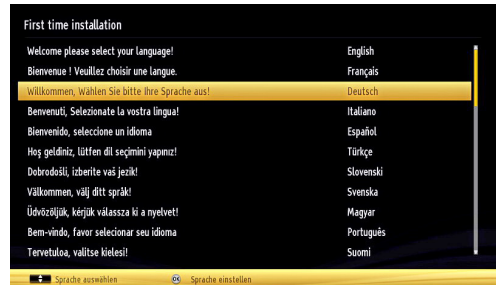 First time installation
Welcome please select your language! English
Bienvenue ! Veuillez choisir une langue. Français
Willkommen, Wählen Sie bitte Ihre Sprache aus! Deutsch
Benvenuti, Selezionate la vostra lingua! Italiano
Bienvenido, seleccione un idioma Español
Hoş geldiniz, lütfen dil seçimini yapınız! Türkçe
Dobrodošli, izberite vaš jezik! Slovenski
Välkommen, välj ditt språk! Svenska
Üdvözöljük, kérjük válassza ki a nyelvet! Magyar
Bem-vindo, favor selecionar seu idioma Português
Tervetuloa, valitse kielesi! Suomi
Sprache auswählen OK Sprache einstellen